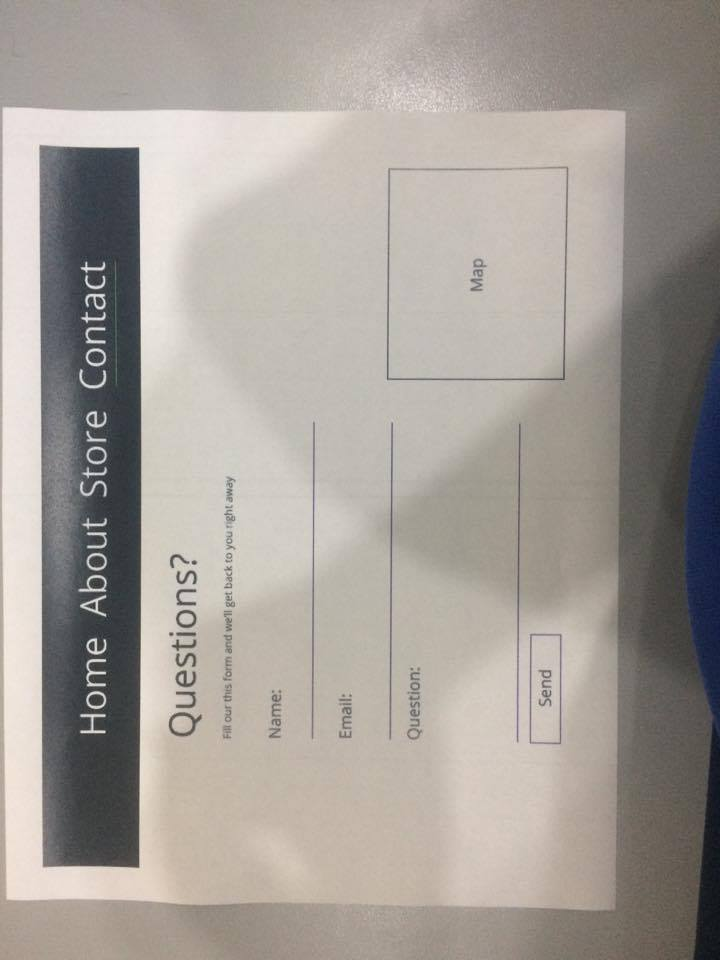 Home About Store Contact
Questions?
Fill our this form and we'll get back to you right away
Name:
Email:
Question:
Map
Send